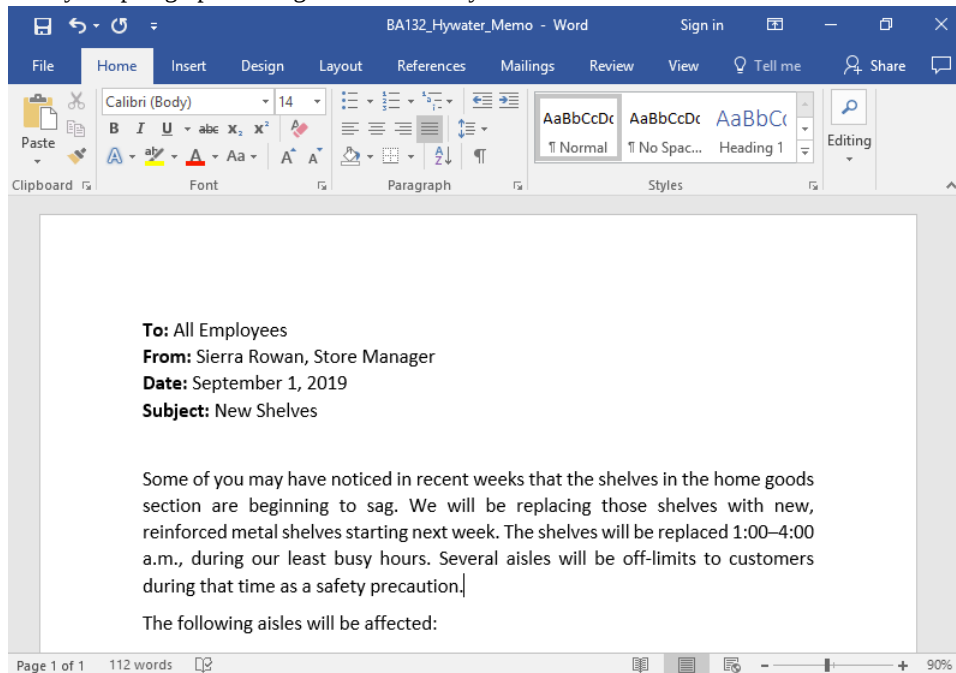 BA132_Hywater_Memo - Word Sign in
File Home Insert Design Layout References Mailings Review View Tell me Share
Paste
Calibri (Body) 14
B I U abc X₂ X²
A aby A Aa A A
AaBbCcDc AaBbCcDc AaBbCc
¶ Normal ¶ No Spac... Heading 1
Editing
Clipboard Font Paragraph Styles
To: All Employees
From: Sierra Rowan, Store Manager
Date: September 1, 2019
Subject: New Shelves
Some of you may have noticed in recent weeks that the shelves in the home goods
section are beginning to sag. We will be replacing those shelves with new,
reinforced metal shelves starting next week. The shelves will be replaced 1:00–4:00
a.m., during our least busy hours. Several aisles will be off-limits to customers
during that time as a safety precaution.
The following aisles will be affected:
Page 1 of 1 112 words 90%